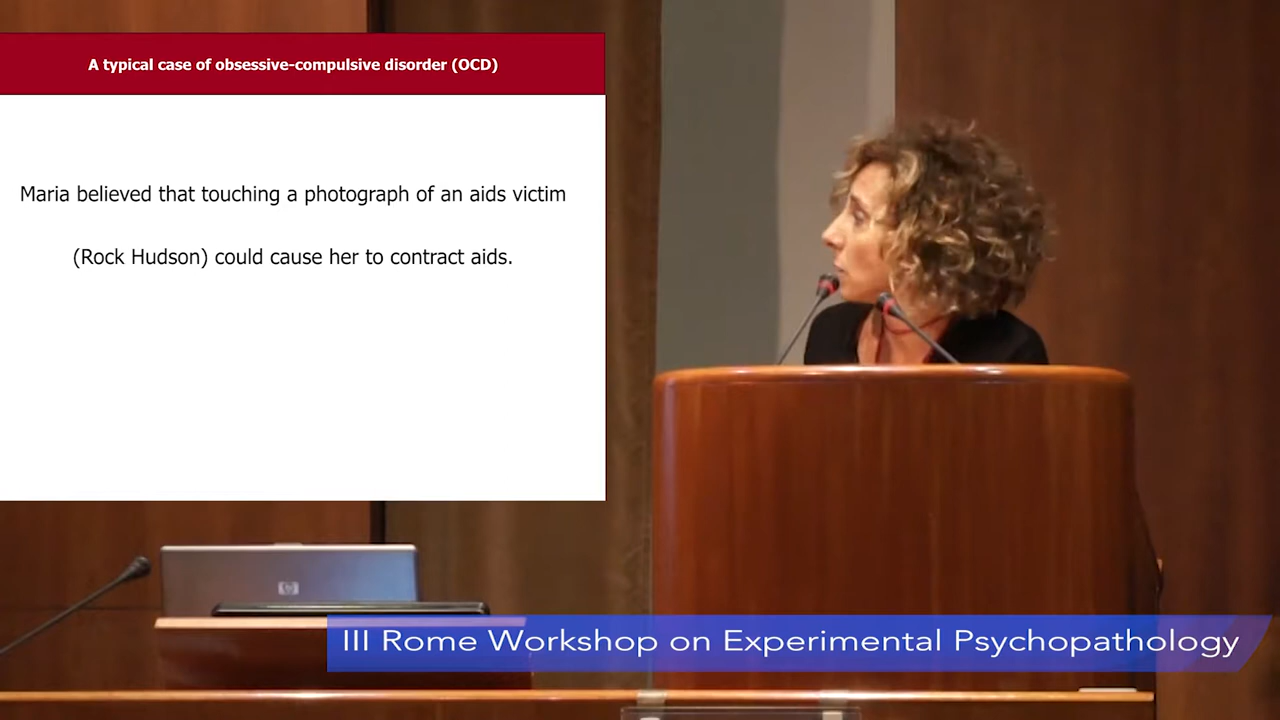 A typical case of obsessive-compulsive disorder (OCD)
Maria believed that touching a photograph of an aids victim
(Rock Hudson) could cause her to contract aids.
hp
III Rome Workshop on Experimental Psychopathology